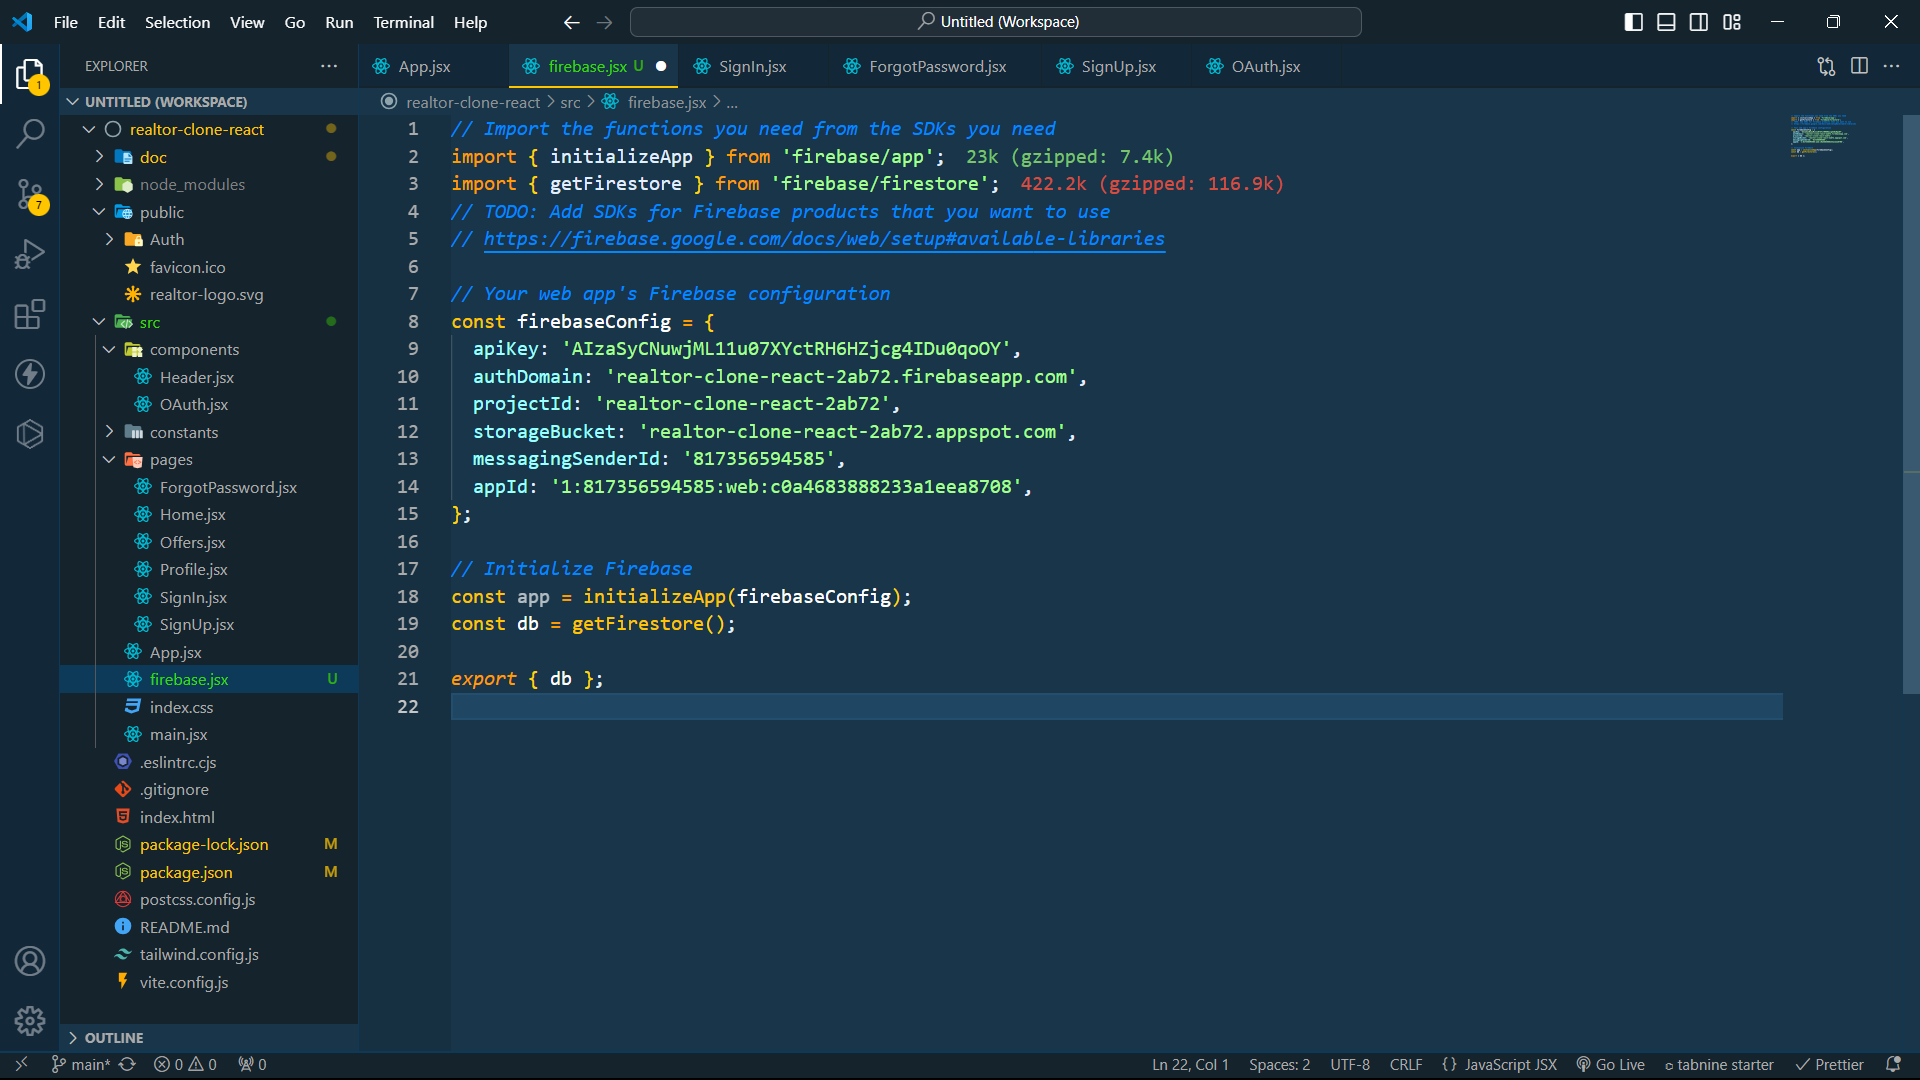 File Edit Selection View Go Run Terminal Help
Untitled (Workspace)
EXPLORER
App.jsx
firebase.jsx U
SignIn.jsx
ForgotPassword.jsx
SignUp.jsx
OAuth.jsx
UNTITLED (WORKSPACE)
realtor-clone-react
doc
node_modules
public
Auth
favicon.ico
realtor-logo.svg
src
components
Header.jsx
OAuth.jsx
constants
pages
ForgotPassword.jsx
Home.jsx
Offers.jsx
Profile.jsx
SignIn.jsx
SignUp.jsx
App.jsx
firebase.jsx U
index.css
main.jsx
.eslintrc.cjs
.gitignore
index.html
package-lock.json M
package.json M
postcss.config.js
README.md
tailwind.config.js
vite.config.js
OUTLINE
1
7
realtor-clone-react > src > firebase.jsx > ...
1 // Import the functions you need from the SDKs you need
2 import { initializeApp } from 'firebase/app'; 23k (gzipped: 7.4k)
3 import { getFirestore } from 'firebase/firestore'; 422.2k (gzipped: 116.9k)
4 // TODO: Add SDKs for Firebase products that you want to use
5 // https://firebase.google.com/docs/web/setup#available-libraries
6
7 // Your web app's Firebase configuration
8 const firebaseConfig = {
9 apiKey: 'AIzaSyCNuwjML11u07XYctRH6HZjcg4IDu0qoOY',
10 authDomain: 'realtor-clone-react-2ab72.firebaseapp.com',
11 projectId: 'realtor-clone-react-2ab72',
12 storageBucket: 'realtor-clone-react-2ab72.appspot.com',
13 messagingSenderId: '817356594585',
14 appId: '1:817356594585:web:c0a4683888233a1eea8708',
15 };
16
17 // Initialize Firebase
18 const app = initializeApp(firebaseConfig);
19 const db = getFirestore();
20
21 export { db };
22
main* 0 0 0
Ln 22, Col 1 Spaces: 2 UTF-8 CRLF {} JavaScript JSX Go Live tabnine starter Prettier